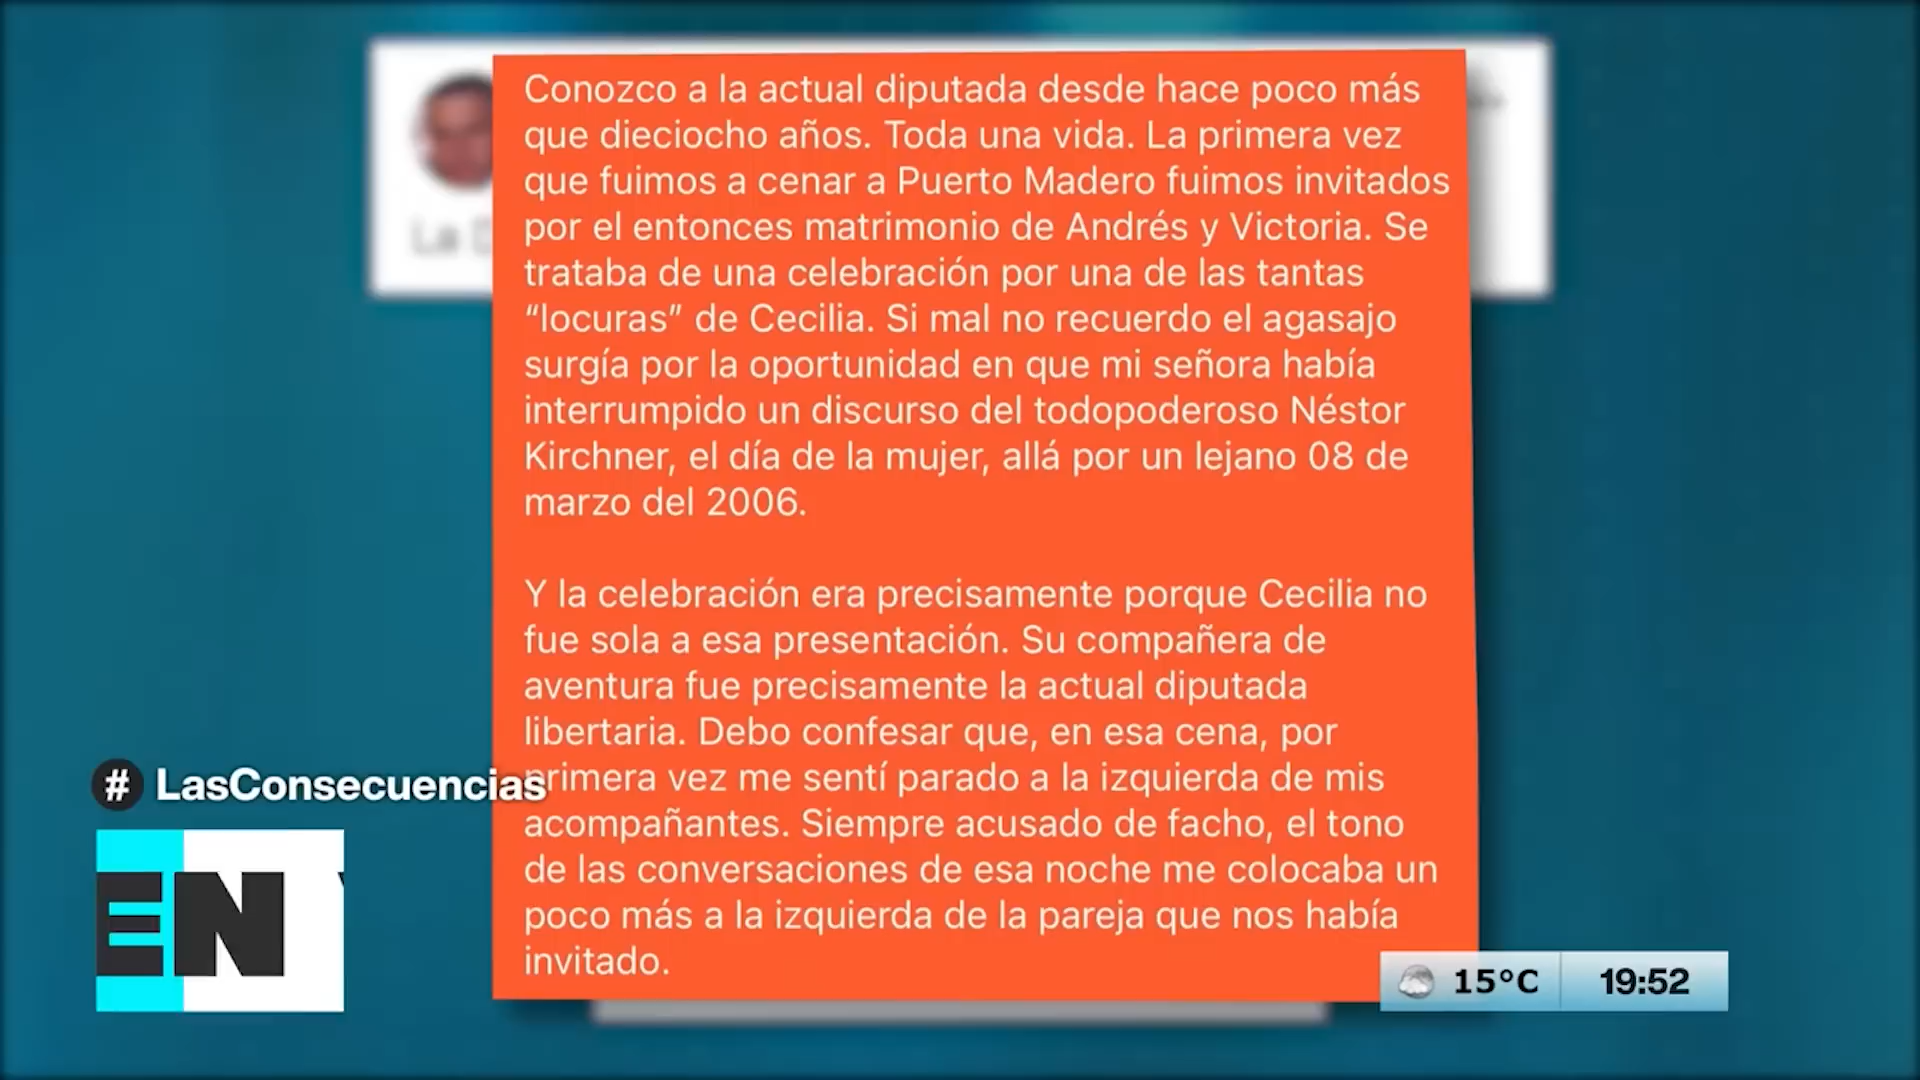 Conozco a la actual diputada desde hace poco más
que dieciocho años. Toda una vida. La primera vez
que fuimos a cenar a Puerto Madero fuimos invitados
por el entonces matrimonio de Andrés y Victoria. Se
trataba de una celebración por una de las tantas
“locuras” de Cecilia. Si mal no recuerdo el agasajo
surgía por la oportunidad en que mi señora había
interrumpido un discurso del todopoderoso Néstor
Kirchner, el día de la mujer, allá por un lejano 08 de
marzo del 2006.
Y la celebración era precisamente porque Cecilia no
fue sola a esa presentación. Su compañera de
aventura fue precisamente la actual diputada
libertaria. Debo confesar que, en esa cena, por
primera vez me sentí parado a la izquierda de mis
acompañantes. Siempre acusado de facho, el tono
de las conversaciones de esa noche me colocaba un
poco más a la izquierda de la pareja que nos había
invitado.
# LasConsecuencias
EN
15°C 19:52
La